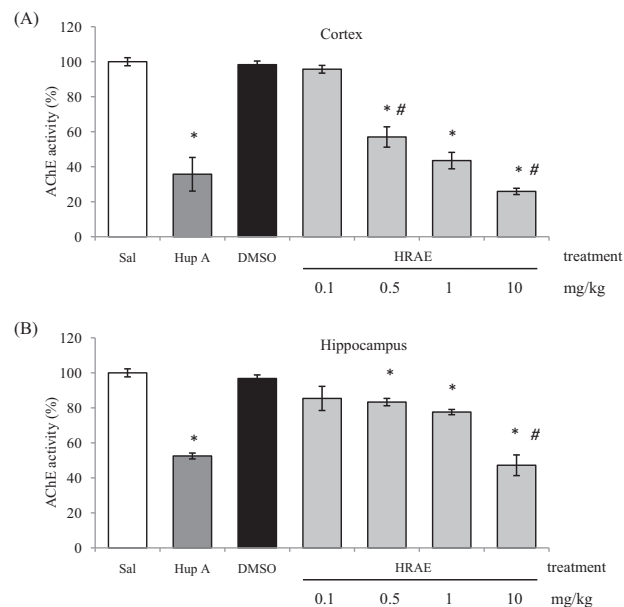 (A)
Cortex
AChE activity (%)
120
100
80
60
40
20
0
*
* #
*
* #
Sal Hup A DMSO HRAE treatment
0.1 0.5 1 10 mg/kg
(B)
Hippocampus
AChE activity (%)
120
100
80
60
40
20
0
*
*
*
* #
Sal Hup A DMSO HRAE treatment
0.1 0.5 1 10 mg/kg